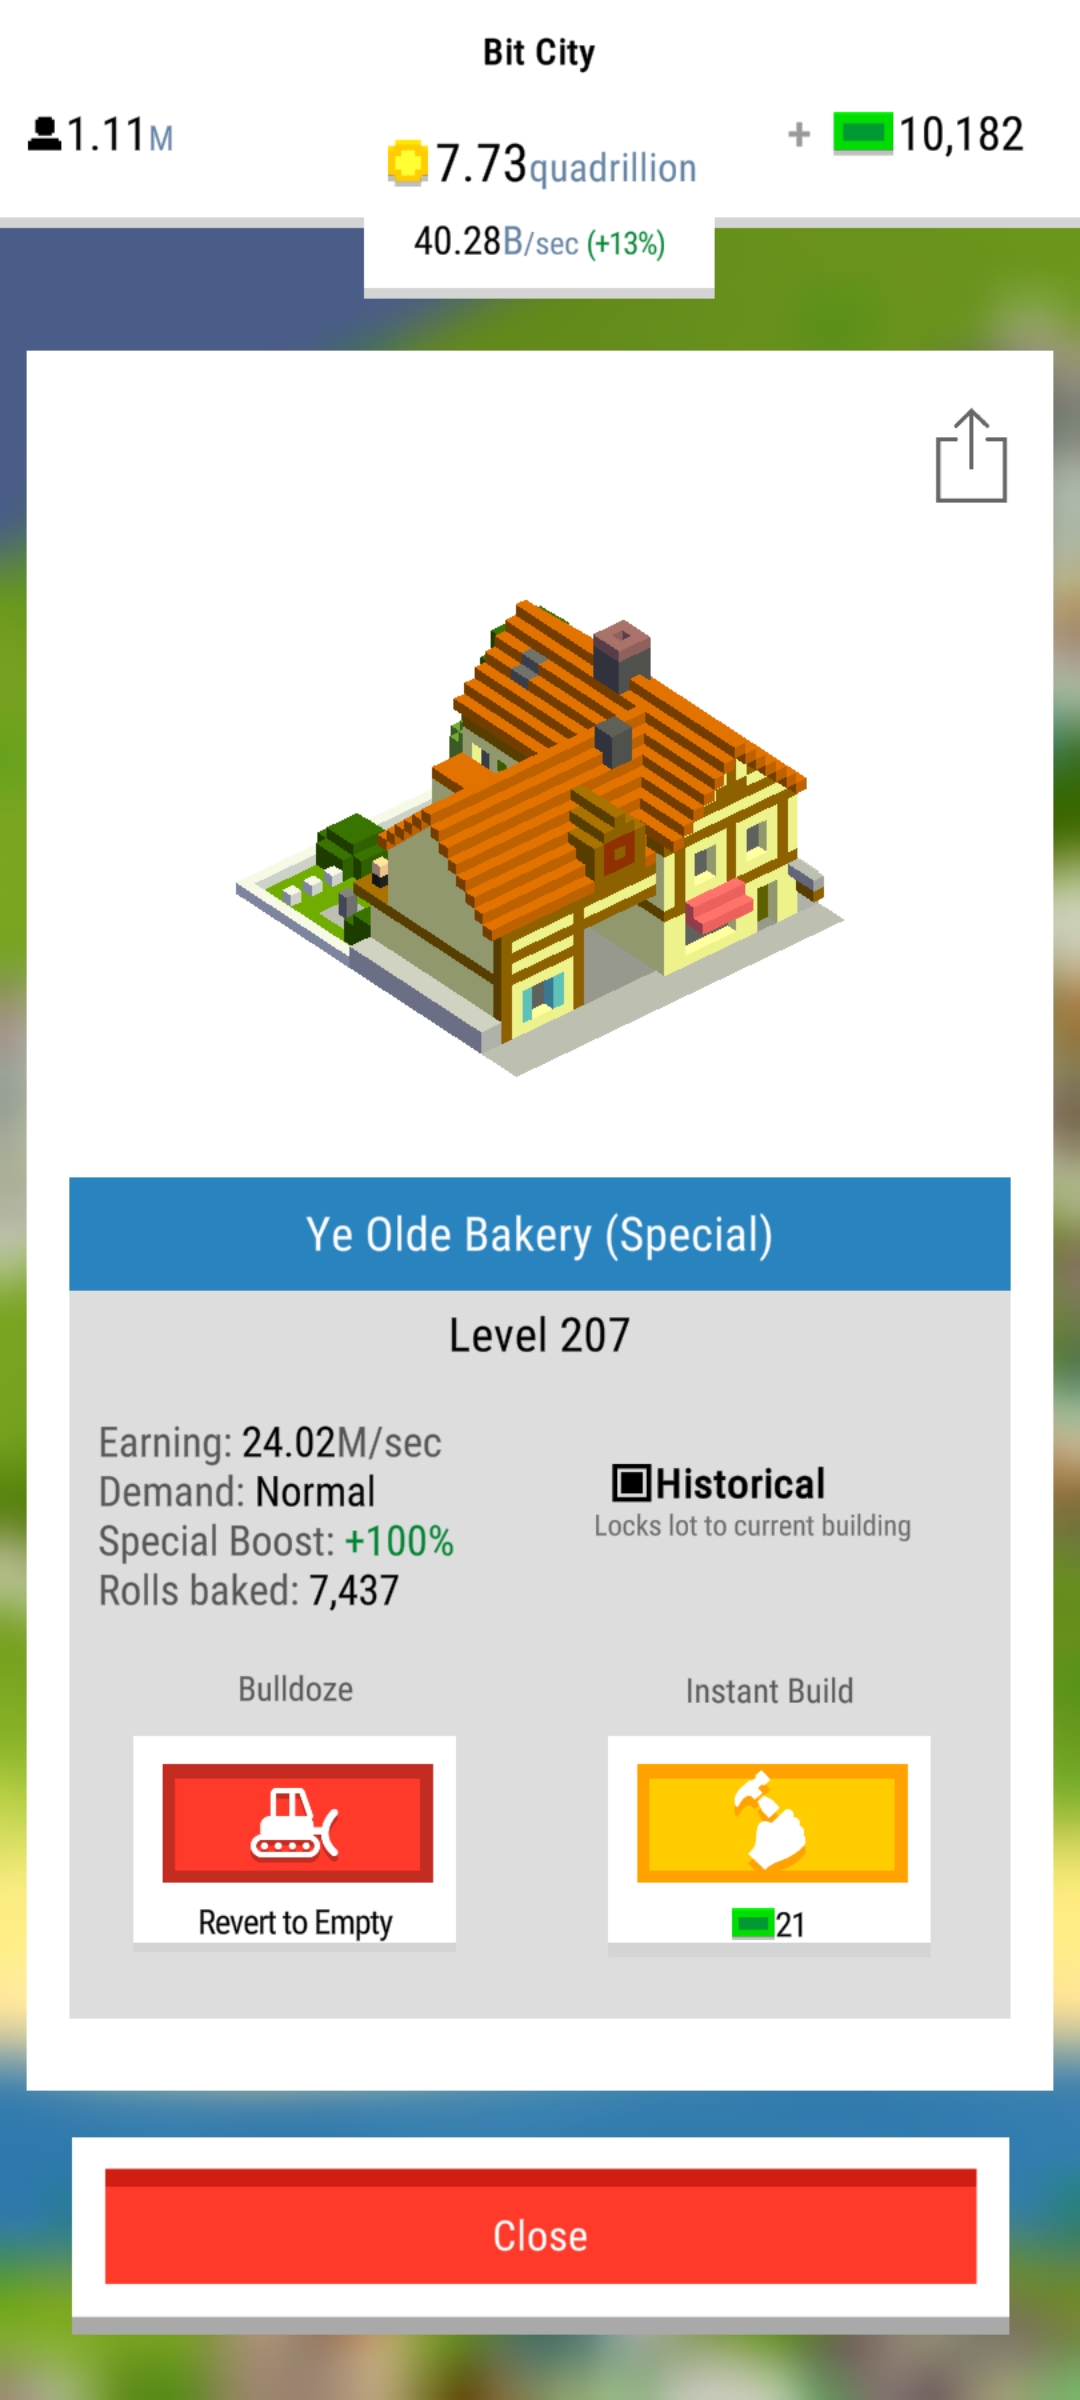 Bit City
1.11M
7.73quadrillion
+ 10,182
40.28B/sec (+13%)
Ye Olde Bakery (Special)
Level 207
Earning: 24.02M/sec
Demand: Normal
Special Boost: +100%
Rolls baked: 7,437
Historical
Locks lot to current building
Bulldoze
Revert to Empty
Instant Build
21
Close